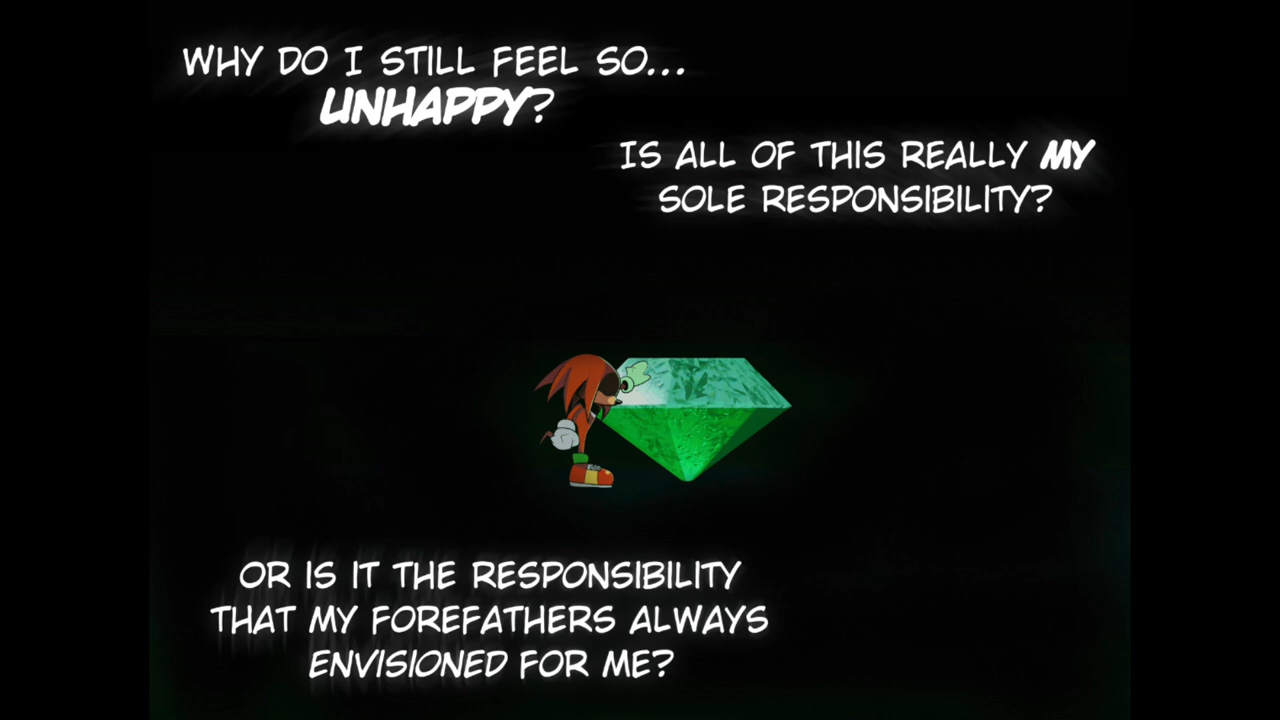 WHY DO I STILL FEEL SO...
UNHAPPY?
IS ALL OF THIS REALLY MY
SOLE RESPONSIBILITY?
OR IS IT THE RESPONSIBILITY
THAT MY FOREFATHERS ALWAYS
ENVISIONED FOR ME?